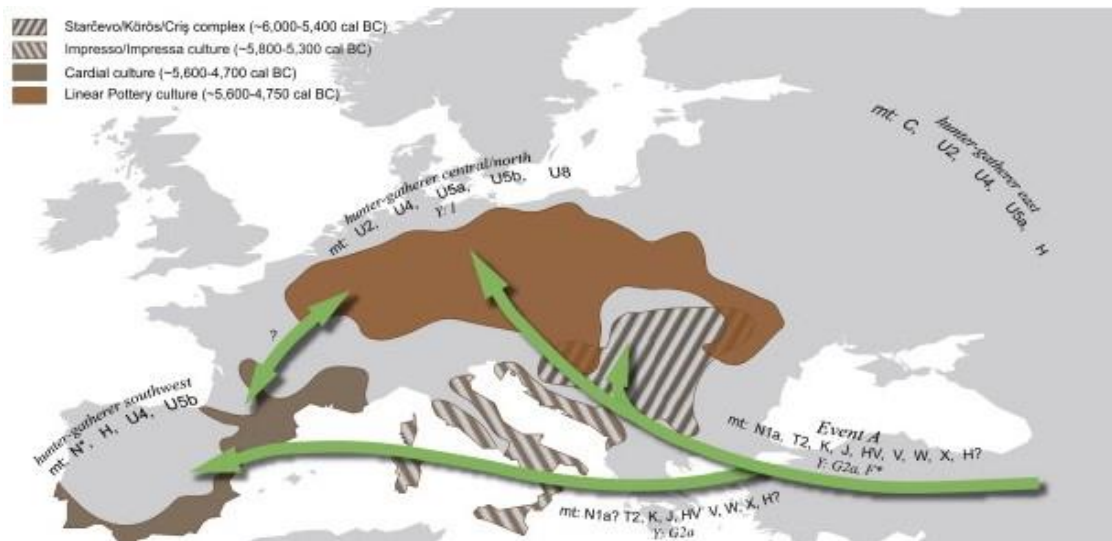 Starčevo/Körös/Criş complex (~6,000-5,400 cal BC)
Impresso/Impressa culture (~5,800-5,300 cal BC)
Cardial culture (~5,600-4,700 cal BC)
Linear Pottery culture (~5,600-4,750 cal BC)
hunter-gatherer central/north
mt: U2, U4, U5a, U5b, U8
Y: I
hunter-gatherer east
mt: C, U2, U4, U5a, H
?
hunter-gatherer southwest
mt: N*, H, U4, U5b
Event A
mt: N1a, T2, K, J, HV, V, W, X, H?
Y: G2a, F*
mt: N1a? T2, K, J, HV V, W, X, H?
Y: G2a